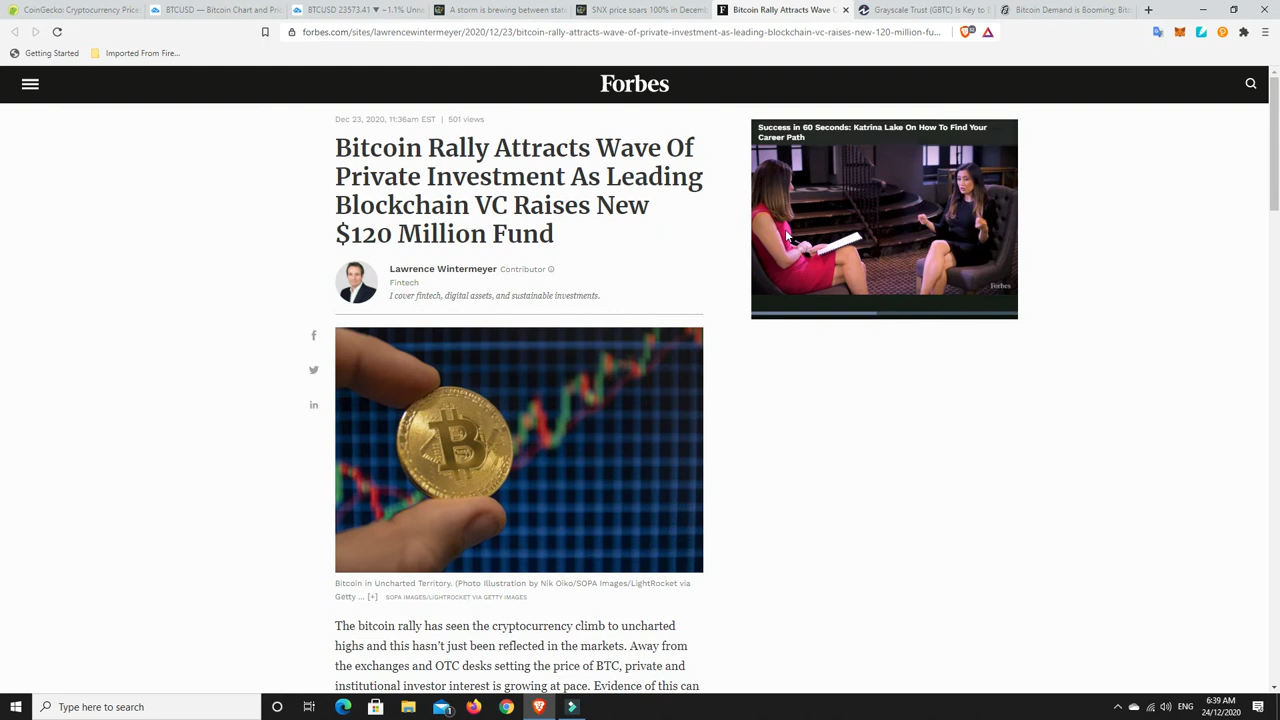 CoinGecko: Cryptocurrency Price
BTCUSD — Bitcoin Chart and Pri
BTCUSD 23573.41 ▼ −1.1% Unna
A storm is brewing between state
SNX price soars 100% in Decemb
Bitcoin Rally Attracts Wave O
Grayscale Trust (GBTC) Is Key to B
Bitcoin Demand is Booming; Bitc
forbes.com/sites/lawrencewintermeyer/2020/12/23/bitcoin-rally-attracts-wave-of-private-investment-as-leading-blockchain-vc-raises-new-120-million-fu...
Getting Started
Imported From Fire...
Forbes
Dec 23, 2020, 11:36am EST | 501 views
Bitcoin Rally Attracts Wave Of
Private Investment As Leading
Blockchain VC Raises New
$120 Million Fund
Lawrence Wintermeyer Contributor
Fintech
I cover fintech, digital assets, and sustainable investments.
Success in 60 Seconds: Katrina Lake On How To Find Your
Career Path
Forbes
Bitcoin in Uncharted Territory. (Photo Illustration by Nik Oiko/SOPA Images/LightRocket via
Getty ... [+] SOPA IMAGES/LIGHTROCKET VIA GETTY IMAGES
The bitcoin rally has seen the cryptocurrency climb to uncharted
highs and this hasn't just been reflected in the markets. Away from
the exchanges and OTC desks setting the price of BTC, private and
institutional investor interest is growing at pace. Evidence of this can
Type here to search
ENG
6:39 AM
24/12/2020